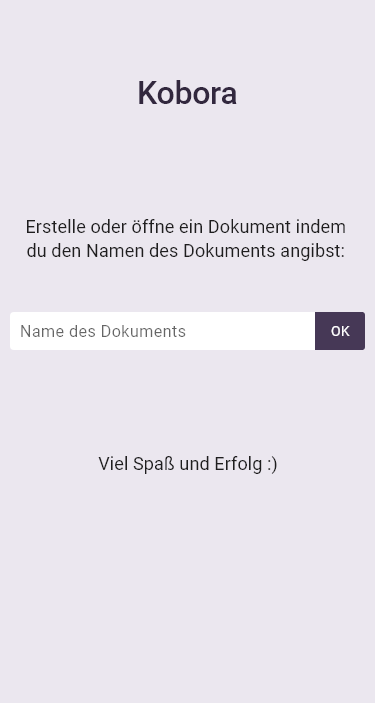 Kobora
Erstelle oder öffne ein Dokument indem
du den Namen des Dokuments angibst:
Name des Dokuments
OK
Viel Spaß und Erfolg :)